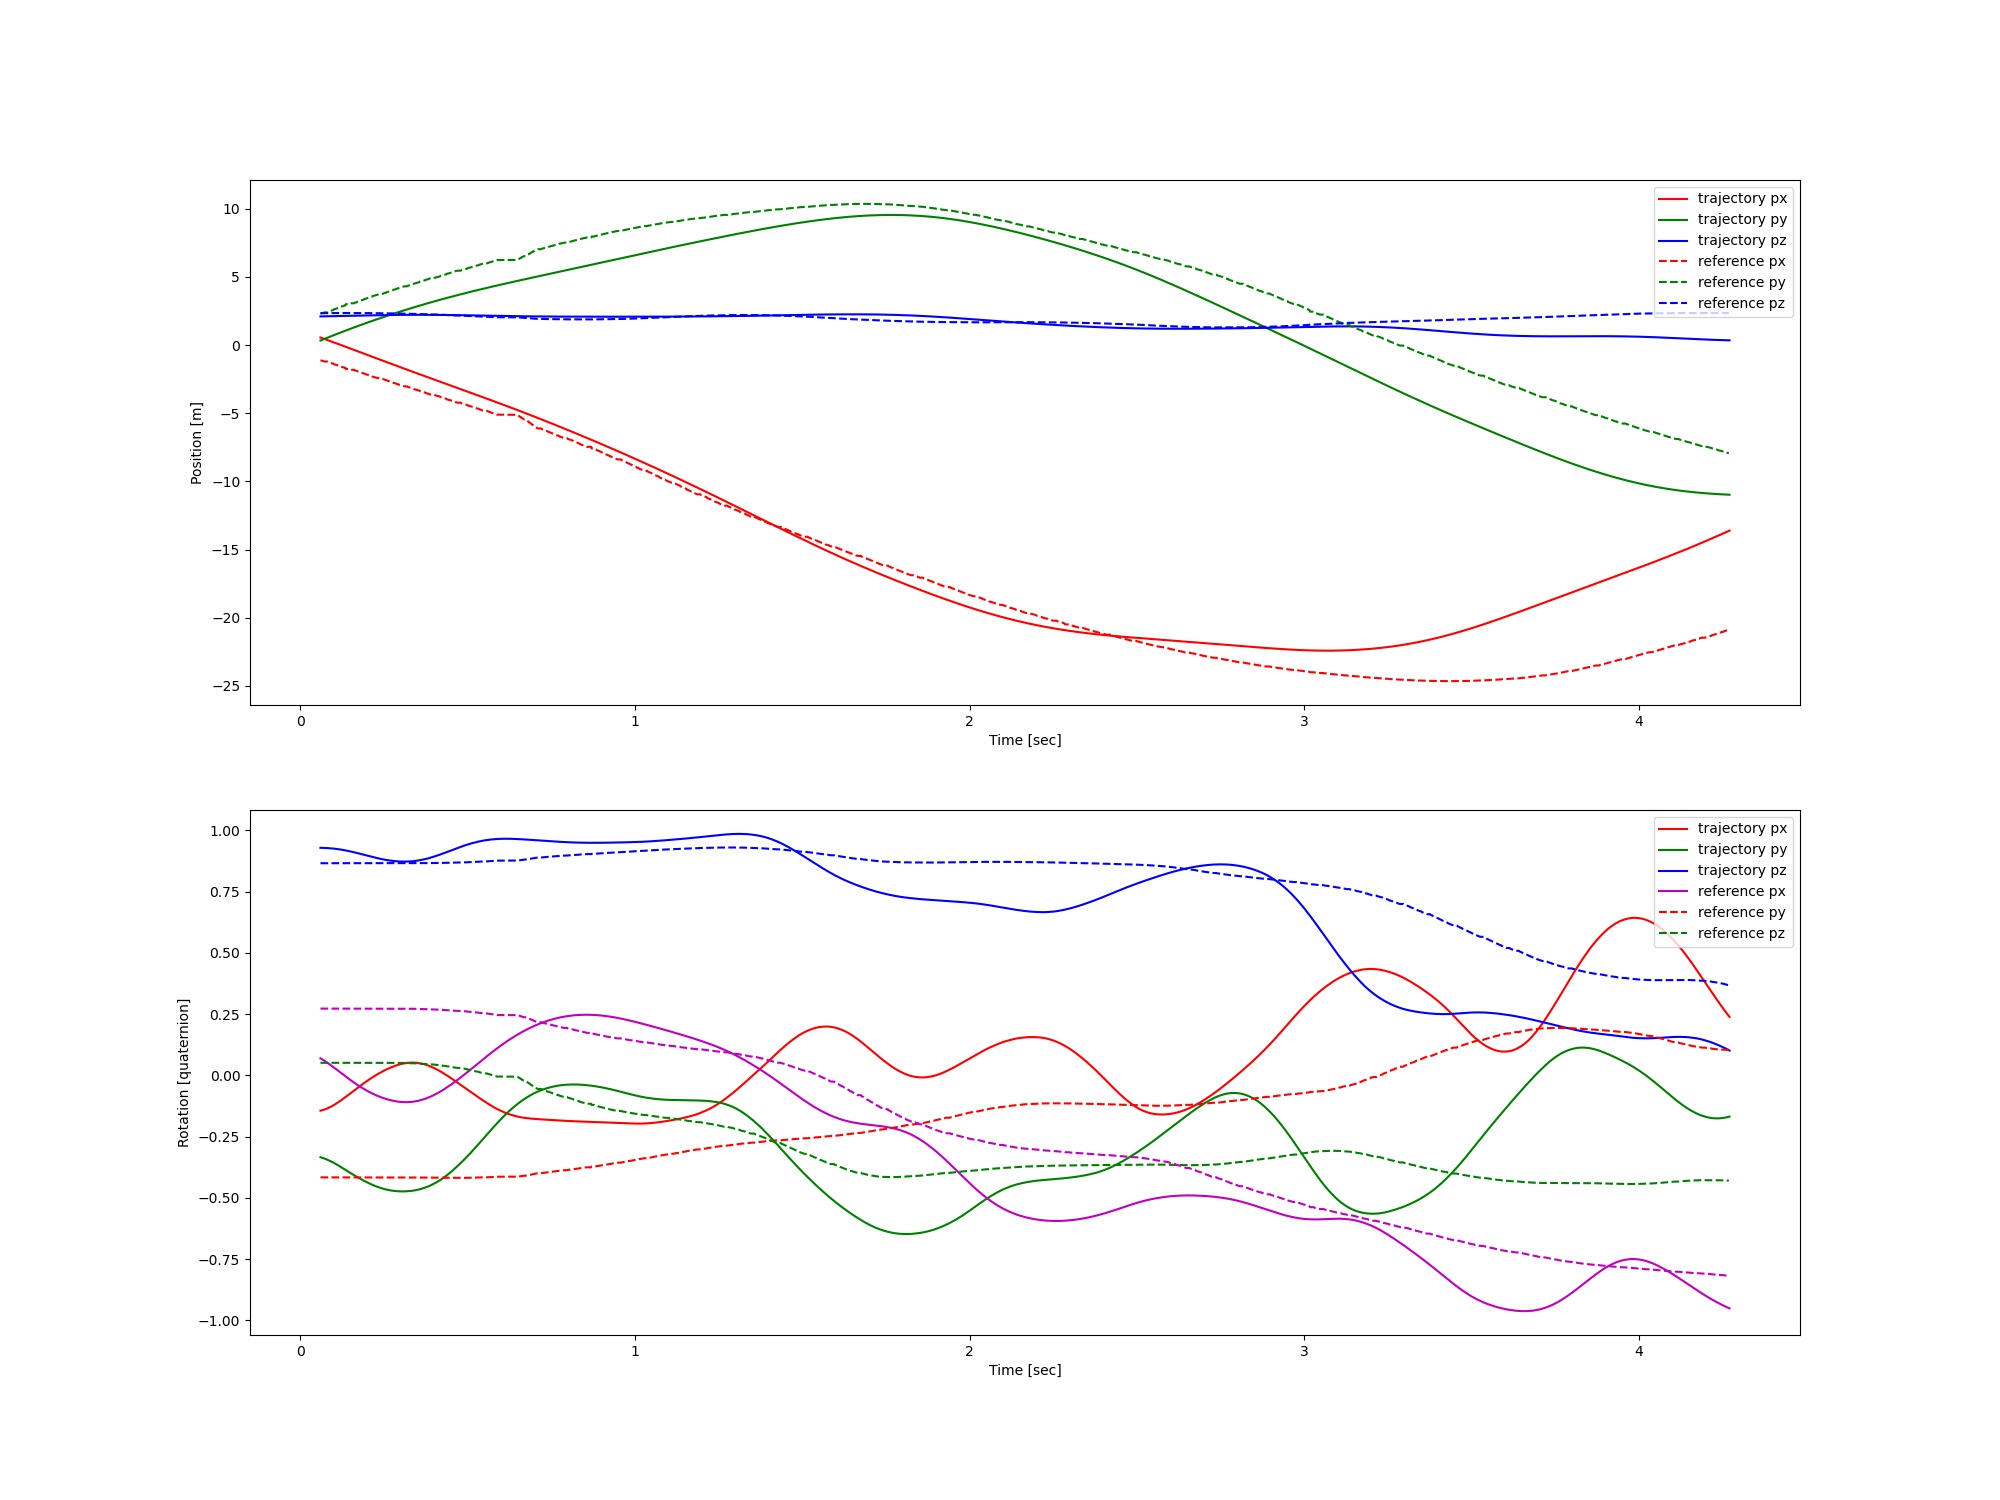 10
5
0
−5
−10
−15
−20
−25
Position [m]
trajectory px
trajectory py
trajectory pz
reference px
reference py
reference pz
0 1 2 3 4
Time [sec]
1.00
0.75
0.50
0.25
0.00
−0.25
−0.50
−0.75
−1.00
Rotation [quaternion]
trajectory px
trajectory py
trajectory pz
reference px
reference py
reference pz
0 1 2 3 4
Time [sec]